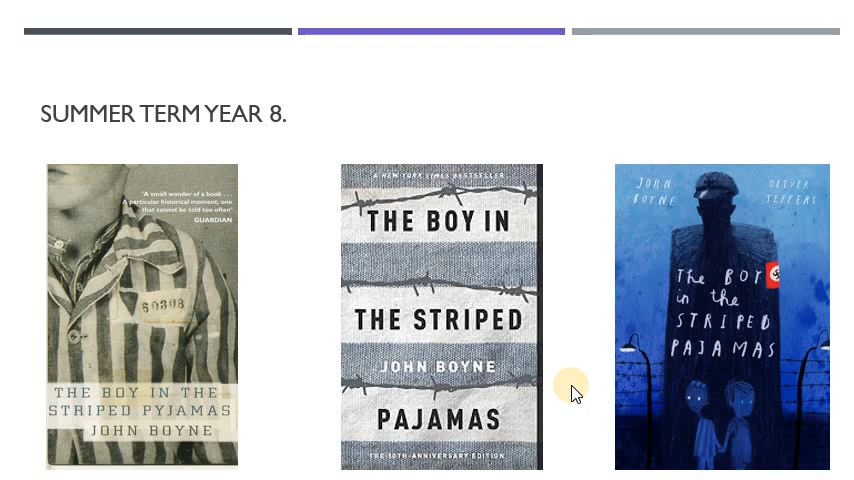 SUMMER TERM YEAR 8.
'A small wonder of a book . . .
A particular historical moment, one
that cannot be told too often'
GUARDIAN
60308
THE BOY IN THE
STRIPED PYJAMAS
JOHN BOYNE
A NEW YORK TIMES BESTSELLER
THE BOY IN
THE STRIPED
JOHN BOYNE
PAJAMAS
THE 10TH-ANNIVERSARY EDITION
JOHN
BOYNE
OLIVER
JEFFERS
The BOY
in the
STRIPED
PAJAMAS